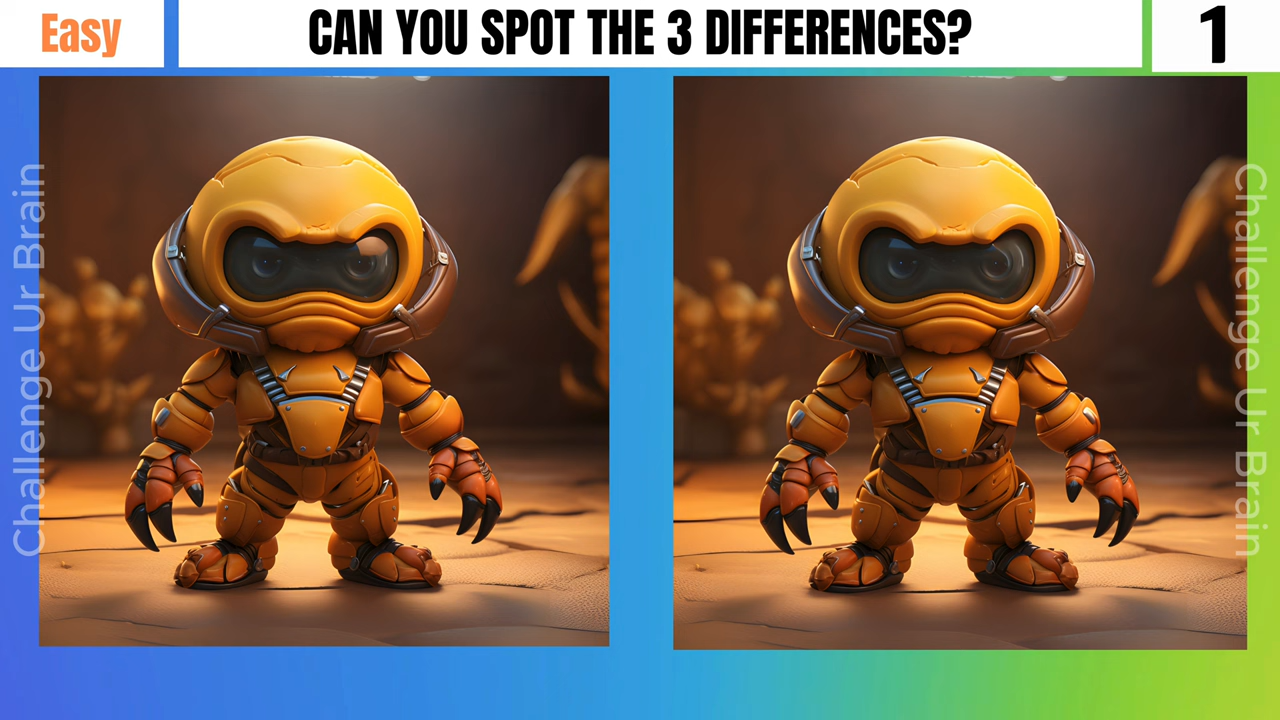 Easy
CAN YOU SPOT THE 3 DIFFERENCES?
1
Challenge Ur Brain
Challenge Ur Brain